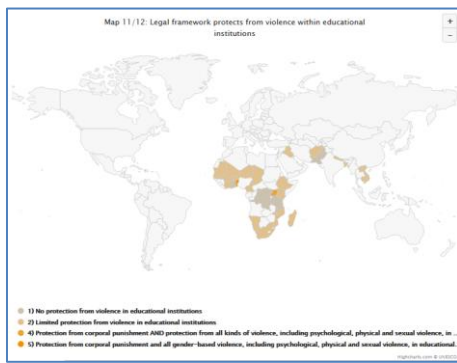 Map 11/12: Legal framework protects from violence within educational
institutions
+
−
1) No protection from violence in educational institutions
2) Limited protection from violence in educational institutions
4) Protection from corporal punishment AND protection from all kinds of violence, including psychological, physical and sexual violence, in ...
5) Protection from corporal punishment and all gender-based violence, including psychological, physical and sexual violence, in educational...
Highcharts.com ©